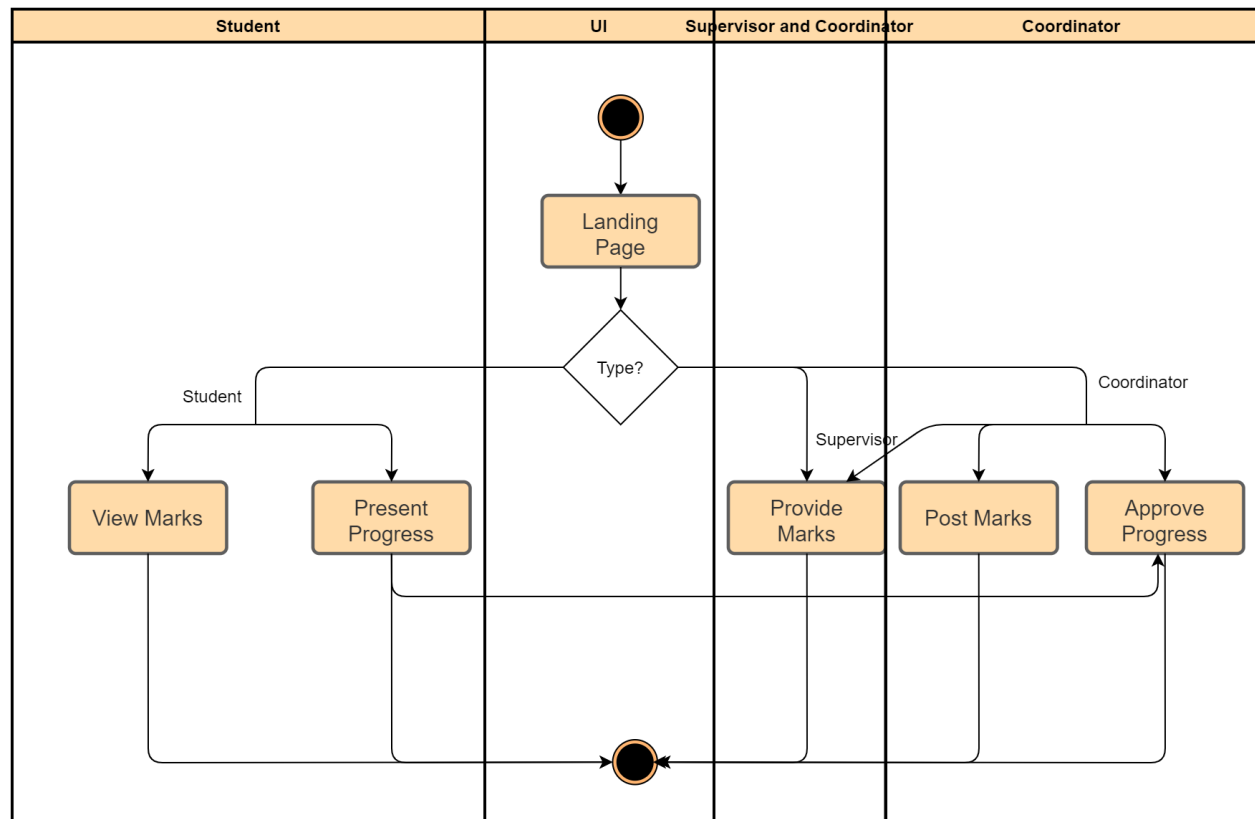 Student
UI
Supervisor and Coordinator
Coordinator
Landing
Page
Type?
Student
Coordinator
Supervisor
View Marks
Present
Progress
Provide
Marks
Post Marks
Approve
Progress